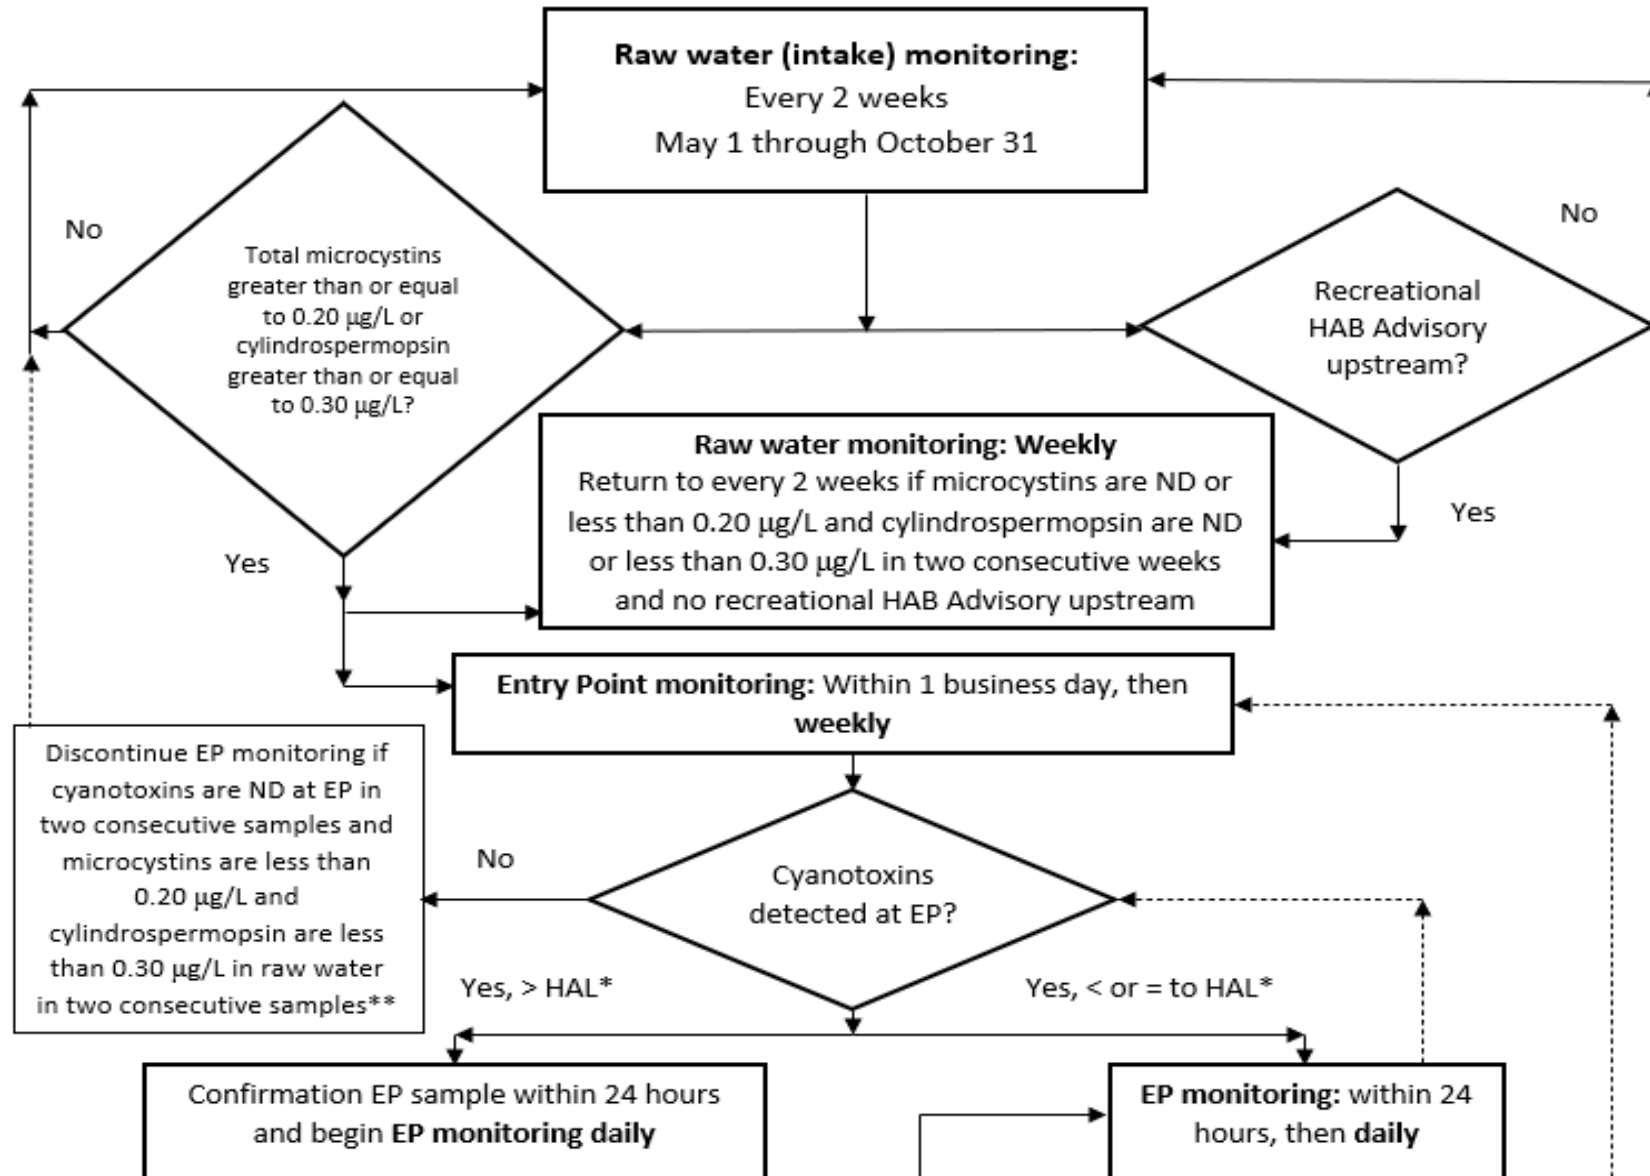 Raw water (intake) monitoring:
Every 2 weeks
May 1 through October 31
No
No
Total microcystins
greater than or equal
to 0.20 µg/L or
cylindrospermopsin
greater than or equal
to 0.30 µg/L?
Recreational
HAB Advisory
upstream?
Raw water monitoring: Weekly
Return to every 2 weeks if microcystins are ND or
less than 0.20 µg/L and cylindrospermopsin are ND
or less than 0.30 µg/L in two consecutive weeks
and no recreational HAB Advisory upstream
Yes
Yes
Entry Point monitoring: Within 1 business day, then
weekly
Discontinue EP monitoring if
cyanotoxins are ND at EP in
two consecutive samples and
microcystins are less than
0.20 µg/L and
cylindrospermopsin are less
than 0.30 µg/L in raw water
in two consecutive samples**
No
Cyanotoxins
detected at EP?
Yes, > HAL*
Yes, < or = to HAL*
Confirmation EP sample within 24 hours
and begin EP monitoring daily
EP monitoring: within 24
hours, then daily